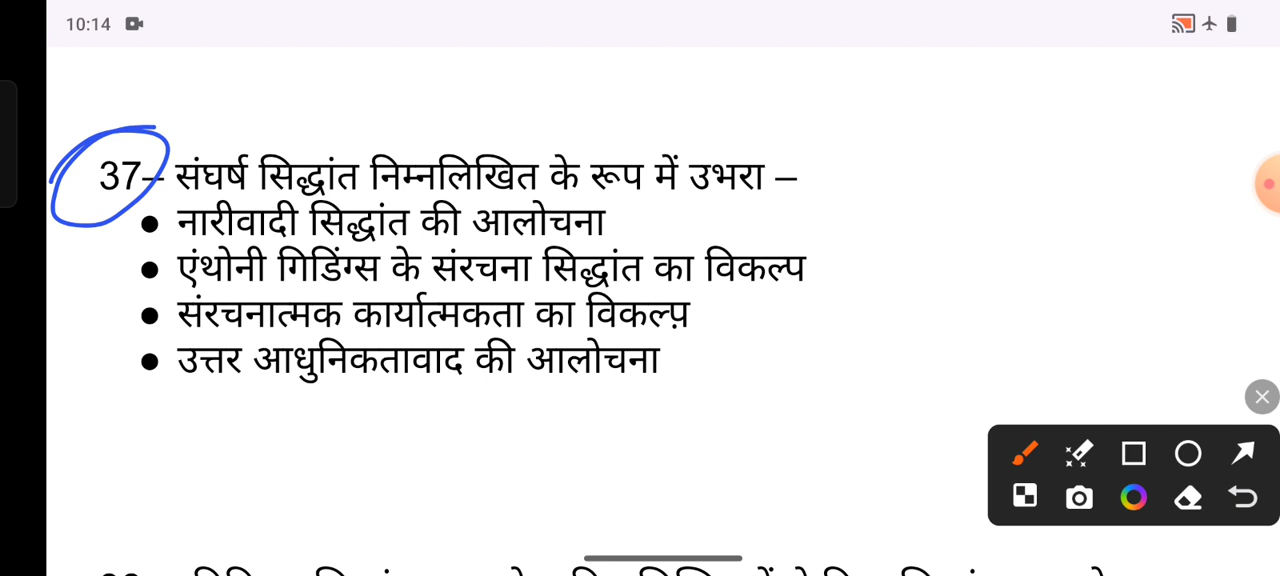 10:14
37– संघर्ष सिद्धांत निम्नलिखित के रूप में उभरा –
● नारीवादी सिद्धांत की आलोचना
● एंथोनी गिडिंग्स के संरचना सिद्धांत का विकल्प
● संरचनात्मक कार्यात्मकता का विकल्प़
● उत्तर आधुनिकतावाद की आलोचना